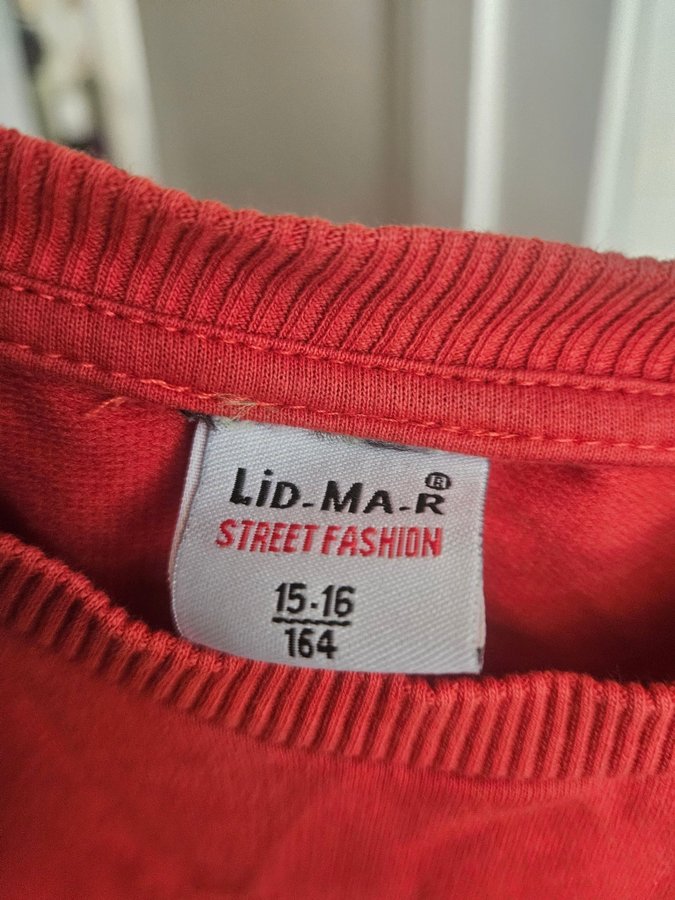 LiD-MA-R®
STREET FASHION
15-16
164